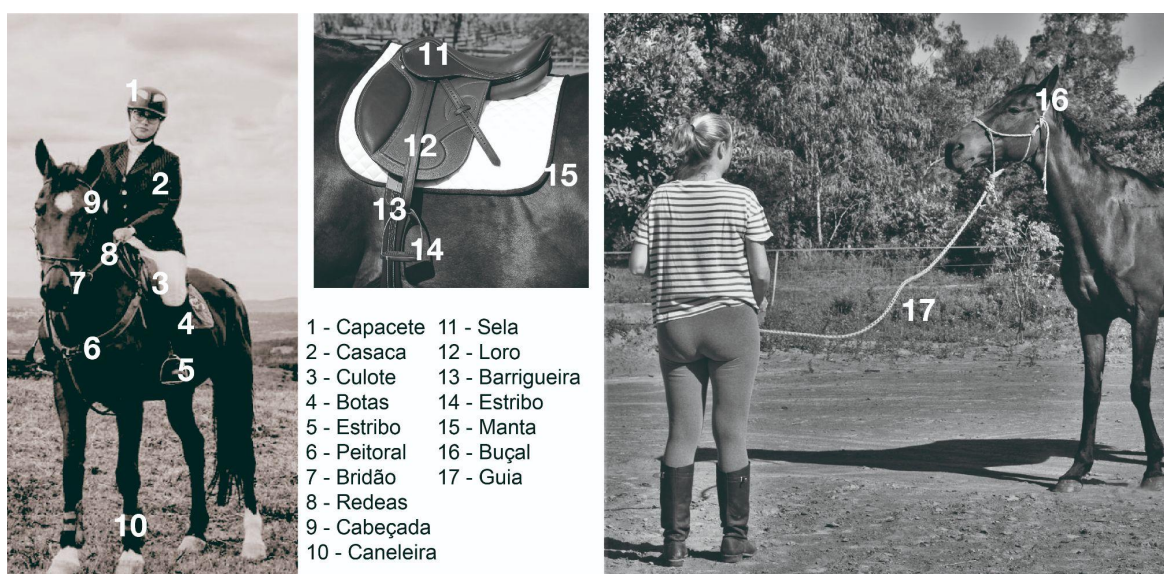 1
2
9
8
3
7
4
6
5
10
11
12
15
13
14
16
17
1 - Capacete
2 - Casaca
3 - Culote
4 - Botas
5 - Estribo
6 - Peitoral
7 - Bridão
8 - Redeas
9 - Cabeçada
10 - Caneleira
11 - Sela
12 - Loro
13 - Barrigueira
14 - Estribo
15 - Manta
16 - Buçal
17 - Guia